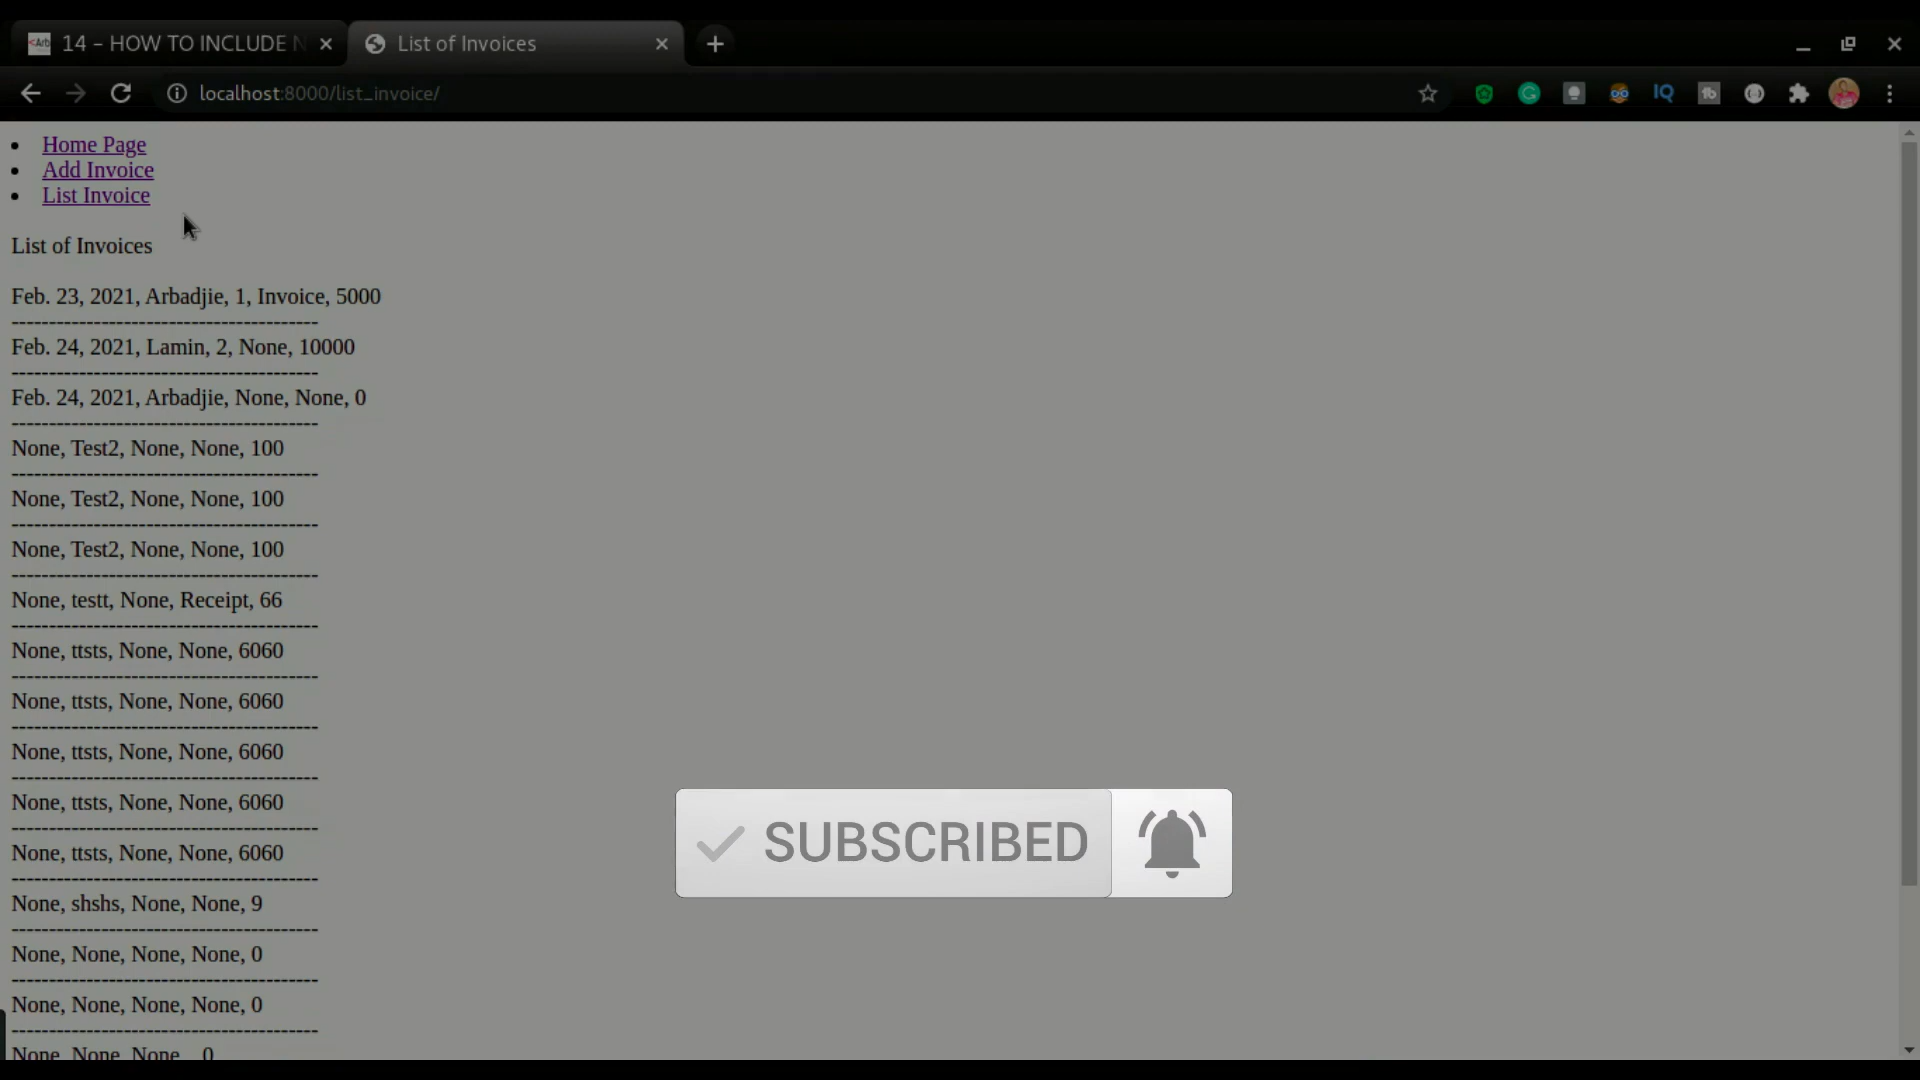 14 – HOW TO INCLUDE N
List of Invoices
localhost:8000/list_invoice/
Home Page
Add Invoice
List Invoice
List of Invoices
Feb. 23, 2021, Arbadjie, 1, Invoice, 5000
-----------------------------------------
Feb. 24, 2021, Lamin, 2, None, 10000
-----------------------------------------
Feb. 24, 2021, Arbadjie, None, None, 0
-----------------------------------------
None, Test2, None, None, 100
-----------------------------------------
None, Test2, None, None, 100
-----------------------------------------
None, Test2, None, None, 100
-----------------------------------------
None, testt, None, Receipt, 66
-----------------------------------------
None, ttsts, None, None, 6060
-----------------------------------------
None, ttsts, None, None, 6060
-----------------------------------------
None, ttsts, None, None, 6060
-----------------------------------------
None, ttsts, None, None, 6060
-----------------------------------------
None, ttsts, None, None, 6060
-----------------------------------------
None, shshs, None, None, 9
-----------------------------------------
None, None, None, None, 0
-----------------------------------------
None, None, None, None, 0
-----------------------------------------
None, None, None, , 0
SUBSCRIBED